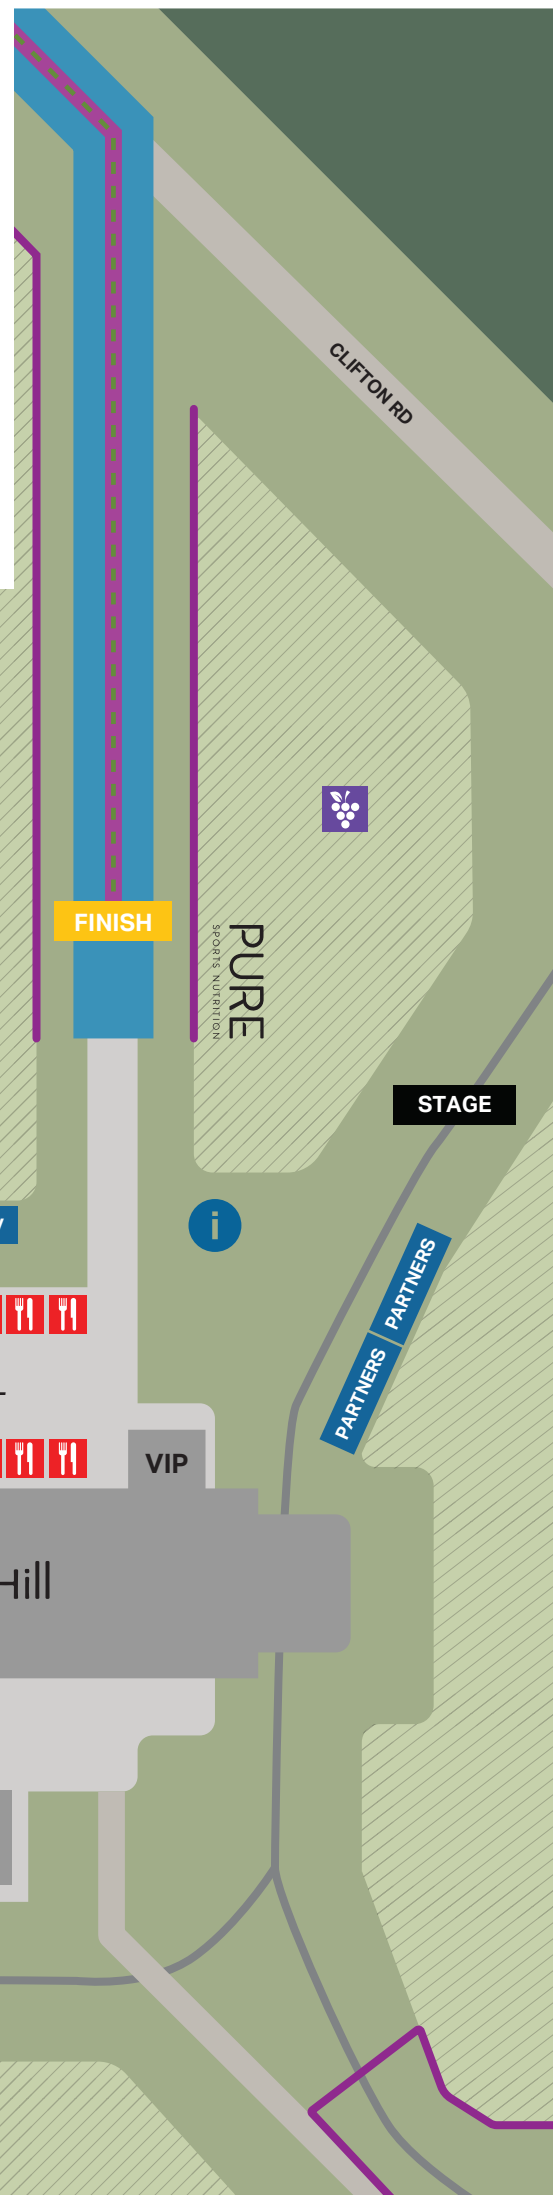 CLIFTON RD
FINISH
PURE
SPORTS NUTRITION
STAGE
i
PARTNERS
PARTNERS
VIP
Hill